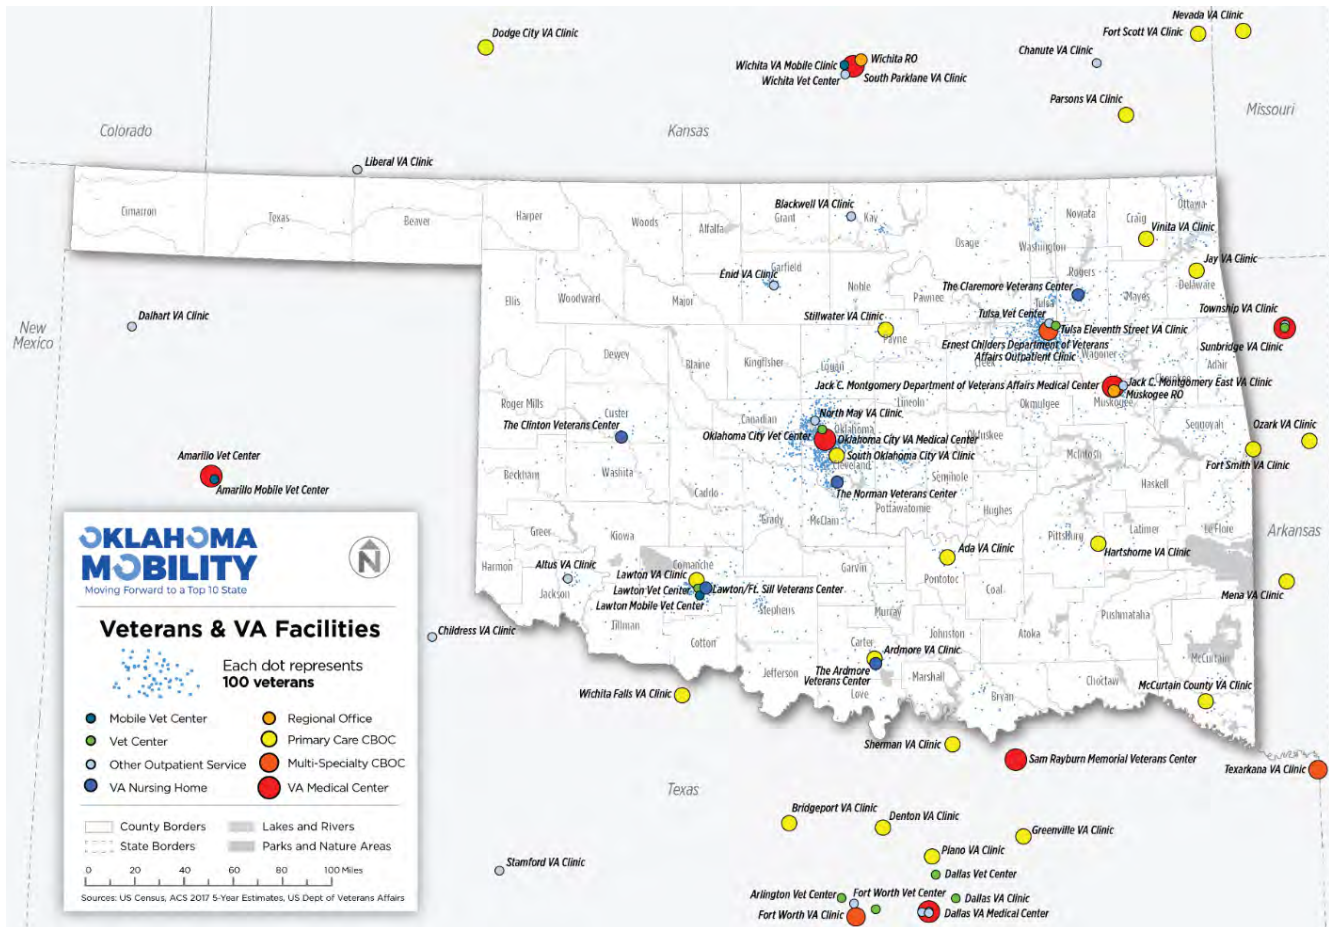 Nevada VA Clinic
Dodge City VA Clinic
Fort Scott VA Clinic
Chanute VA Clinic
Wichita RO
Wichita VA Mobile Clinic
South Parklane VA Clinic
Wichita Vet Center
Parsons VA Clinic
Missouri
Colorado
Kansas
Liberal VA Clinic
Cimarron
Texas
Beaver
Harper
Woods
Alfalfa
Grant
Blackwell VA Clinic
Kay
Osage
Washington
Nowata
Craig
Ottawa
Vinita VA Clinic
Jay VA Clinic
Delaware
Rogers
Mayes
Enid VA Clinic
Garfield
Noble
Pawnee
The Claremore Veterans Center
Ellis
Woodward
Major
Tulsa
Township VA Clinic
New
Mexico
Dalhart VA Clinic
Stillwater VA Clinic
Payne
Tulsa Vet Center
Tulsa Eleventh Street VA Clinic
Ernest Childers Department of Veterans
Affairs Outpatient Clinic
Creek
Wagoner
Sunbridge VA Clinic
Dewey
Blaine
Kingfisher
Logan
Cherokee
Adair
Jack C. Montgomery Department of Veterans Affairs Medical Center
Jack C. Montgomery East VA Clinic
Muskogee RO
Muskogee
Roger Mills
Custer
Canadian
North May VA Clinic
Lincoln
Okmulgee
The Clinton Veterans Center
Oklahoma City Vet Center
Oklahoma
Oklahoma City VA Medical Center
Okfuskee
Sequoyah
Ozark VA Clinic
Amarillo Vet Center
South Oklahoma City VA Clinic
McIntosh
Fort Smith VA Clinic
Beckham
Washita
Cleveland
Seminole
Haskell
Amarillo Mobile Vet Center
Caddo
The Norman Veterans Center
Pottawatomie
Hughes
Grady
McClain
Greer
Kiowa
Pittsburg
Latimer
LeFlore
Arkansas
Harmon
Altus VA Clinic
Comanche
Lawton VA Clinic
Garvin
Ada VA Clinic
Hartshorne VA Clinic
Pontotoc
Coal
Jackson
Lawton Vet Center
Lawton/Ft. Sill Veterans Center
Lawton Mobile Vet Center
Stephens
Murray
Pushmataha
Mena VA Clinic
Tillman
Cotton
Carter
Johnston
Atoka
Childress VA Clinic
Ardmore VA Clinic
McCurtain
Jefferson
The Ardmore
Veterans Center
Marshall
Love
Bryan
Choctaw
McCurtain County VA Clinic
Wichita Falls VA Clinic
Sherman VA Clinic
Sam Rayburn Memorial Veterans Center
Texarkana VA Clinic
Texas
Bridgeport VA Clinic
Denton VA Clinic
Greenville VA Clinic
Plano VA Clinic
Stamford VA Clinic
Dallas Vet Center
Arlington Vet Center
Fort Worth Vet Center
Dallas VA Clinic
Fort Worth VA Clinic
Dallas VA Medical Center
OKLAHOMA
MOBILITY
Moving Forward to a Top 10 State
N
Veterans & VA Facilities
Each dot represents
100 veterans
Mobile Vet Center
Regional Office
Vet Center
Primary Care CBOC
Other Outpatient Service
Multi-Specialty CBOC
VA Nursing Home
VA Medical Center
County Borders
Lakes and Rivers
State Borders
Parks and Nature Areas
0 20 40 60 80 100 Miles
Sources: US Census, ACS 2017 5-Year Estimates, US Dept of Veterans Affairs